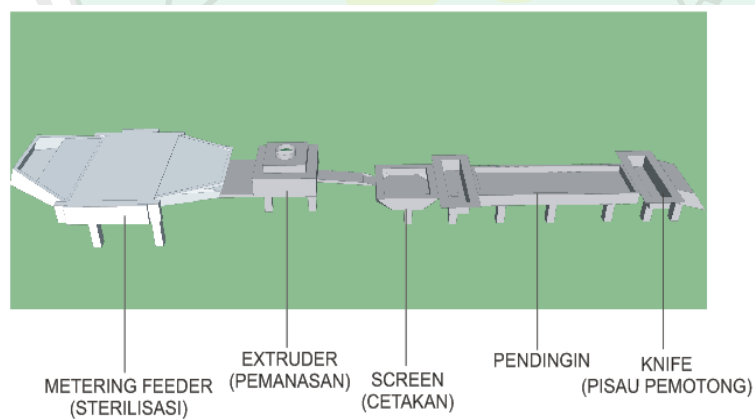 METERING FEEDER
(STERILISASI)
EXTRUDER
(PEMANASAN)
SCREEN
(CETAKAN)
PENDINGIN
KNIFE
(PISAU PEMOTONG)